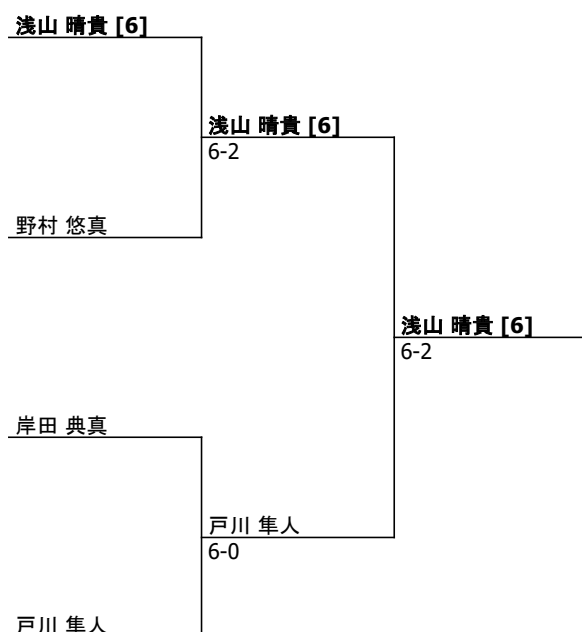 浅山 晴貴 [6]
浅山 晴貴 [6]
6-2
野村 悠真
浅山 晴貴 [6]
6-2
岸田 典真
戸川 隼人
6-0
戸川 隼人